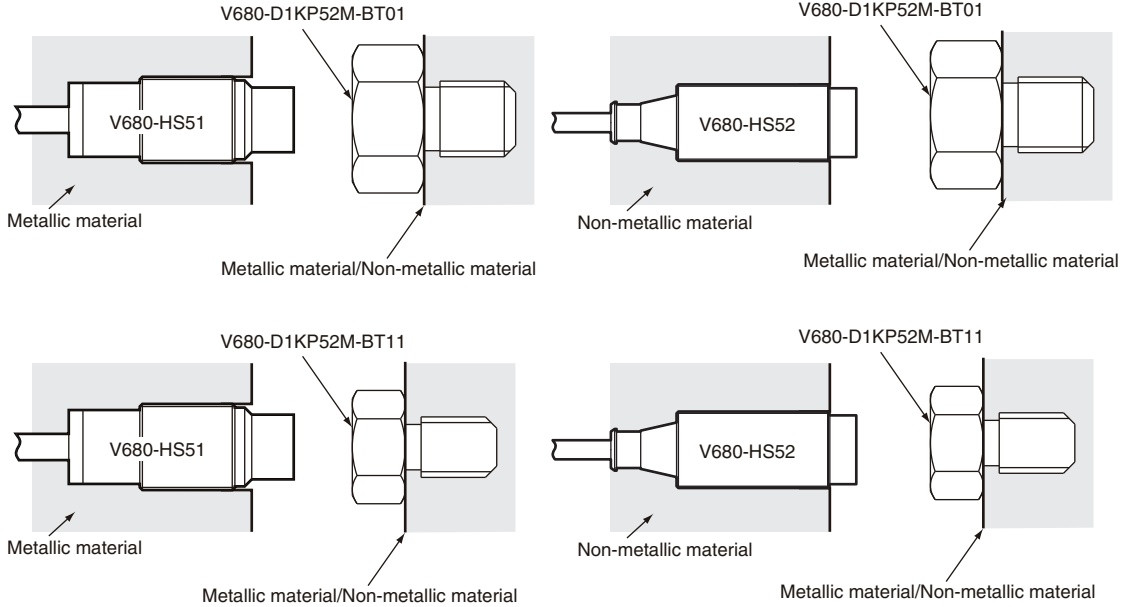 V680-D1KP52M-BT01
V680-HS51
Metallic material
Metallic material/Non-metallic material
V680-D1KP52M-BT01
V680-HS52
Non-metallic material
Metallic material/Non-metallic material
V680-D1KP52M-BT11
V680-HS51
Metallic material
Metallic material/Non-metallic material
V680-D1KP52M-BT11
V680-HS52
Non-metallic material
Metallic material/Non-metallic material